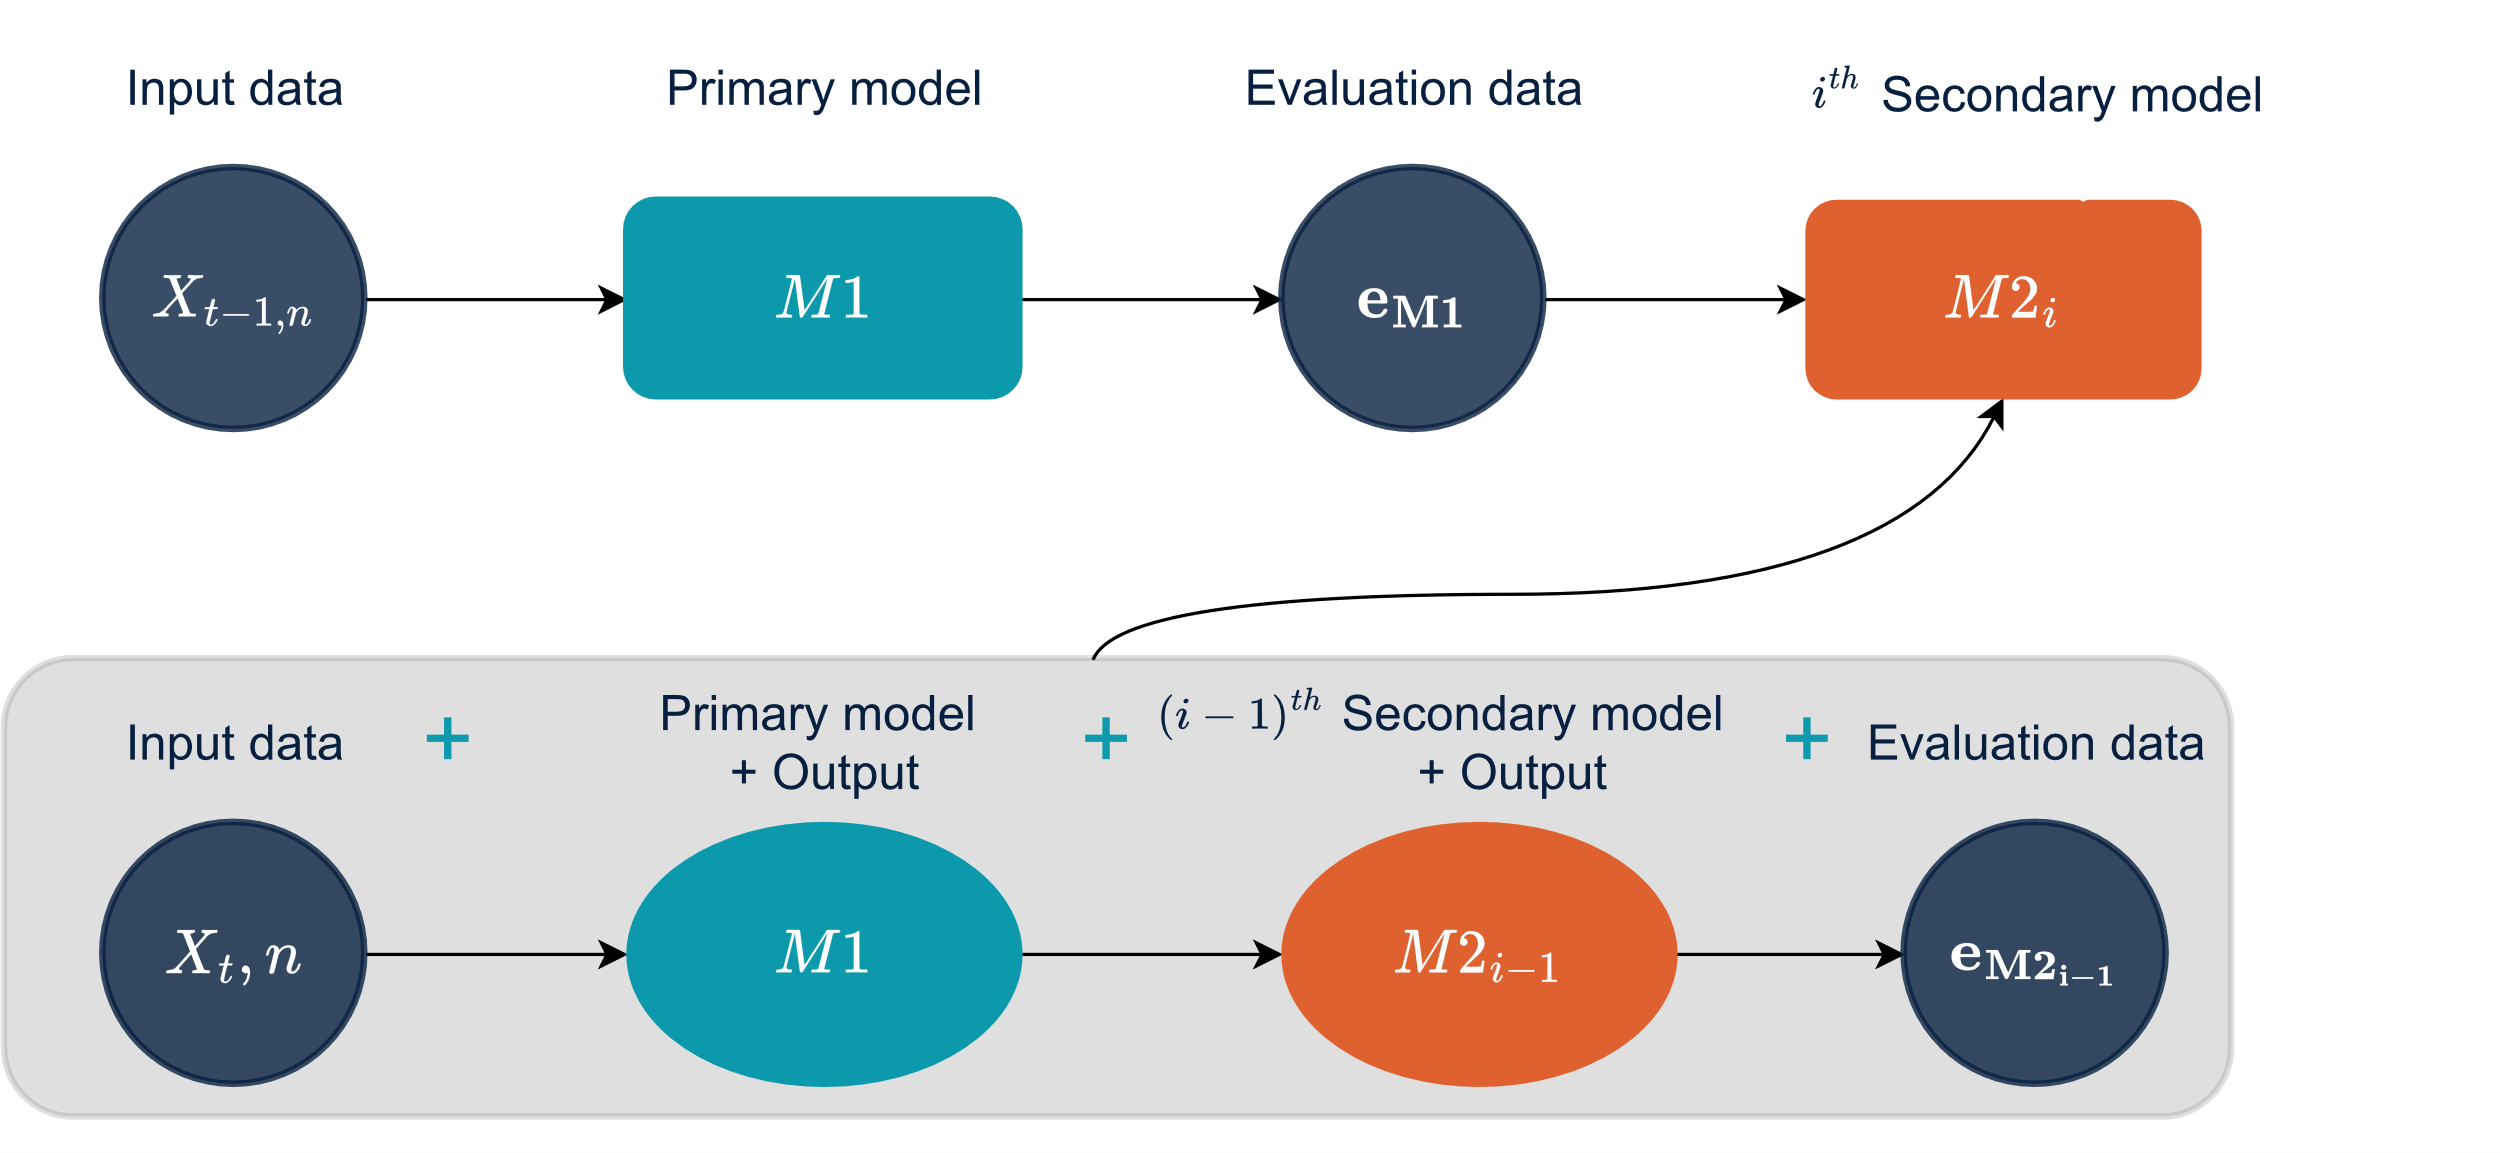 Input data
Primary model
Evaluation data
i^{th} Secondary model
X_{t-1,n}
M1
e_{M1}
M2_i
Input data
+
Primary model
+ Output
+
(i - 1)^{th} Secondary model
+ Output
+
Evaluation data
X_t, n
M1
M2_{i-1}
e_{M2_{i-1}}